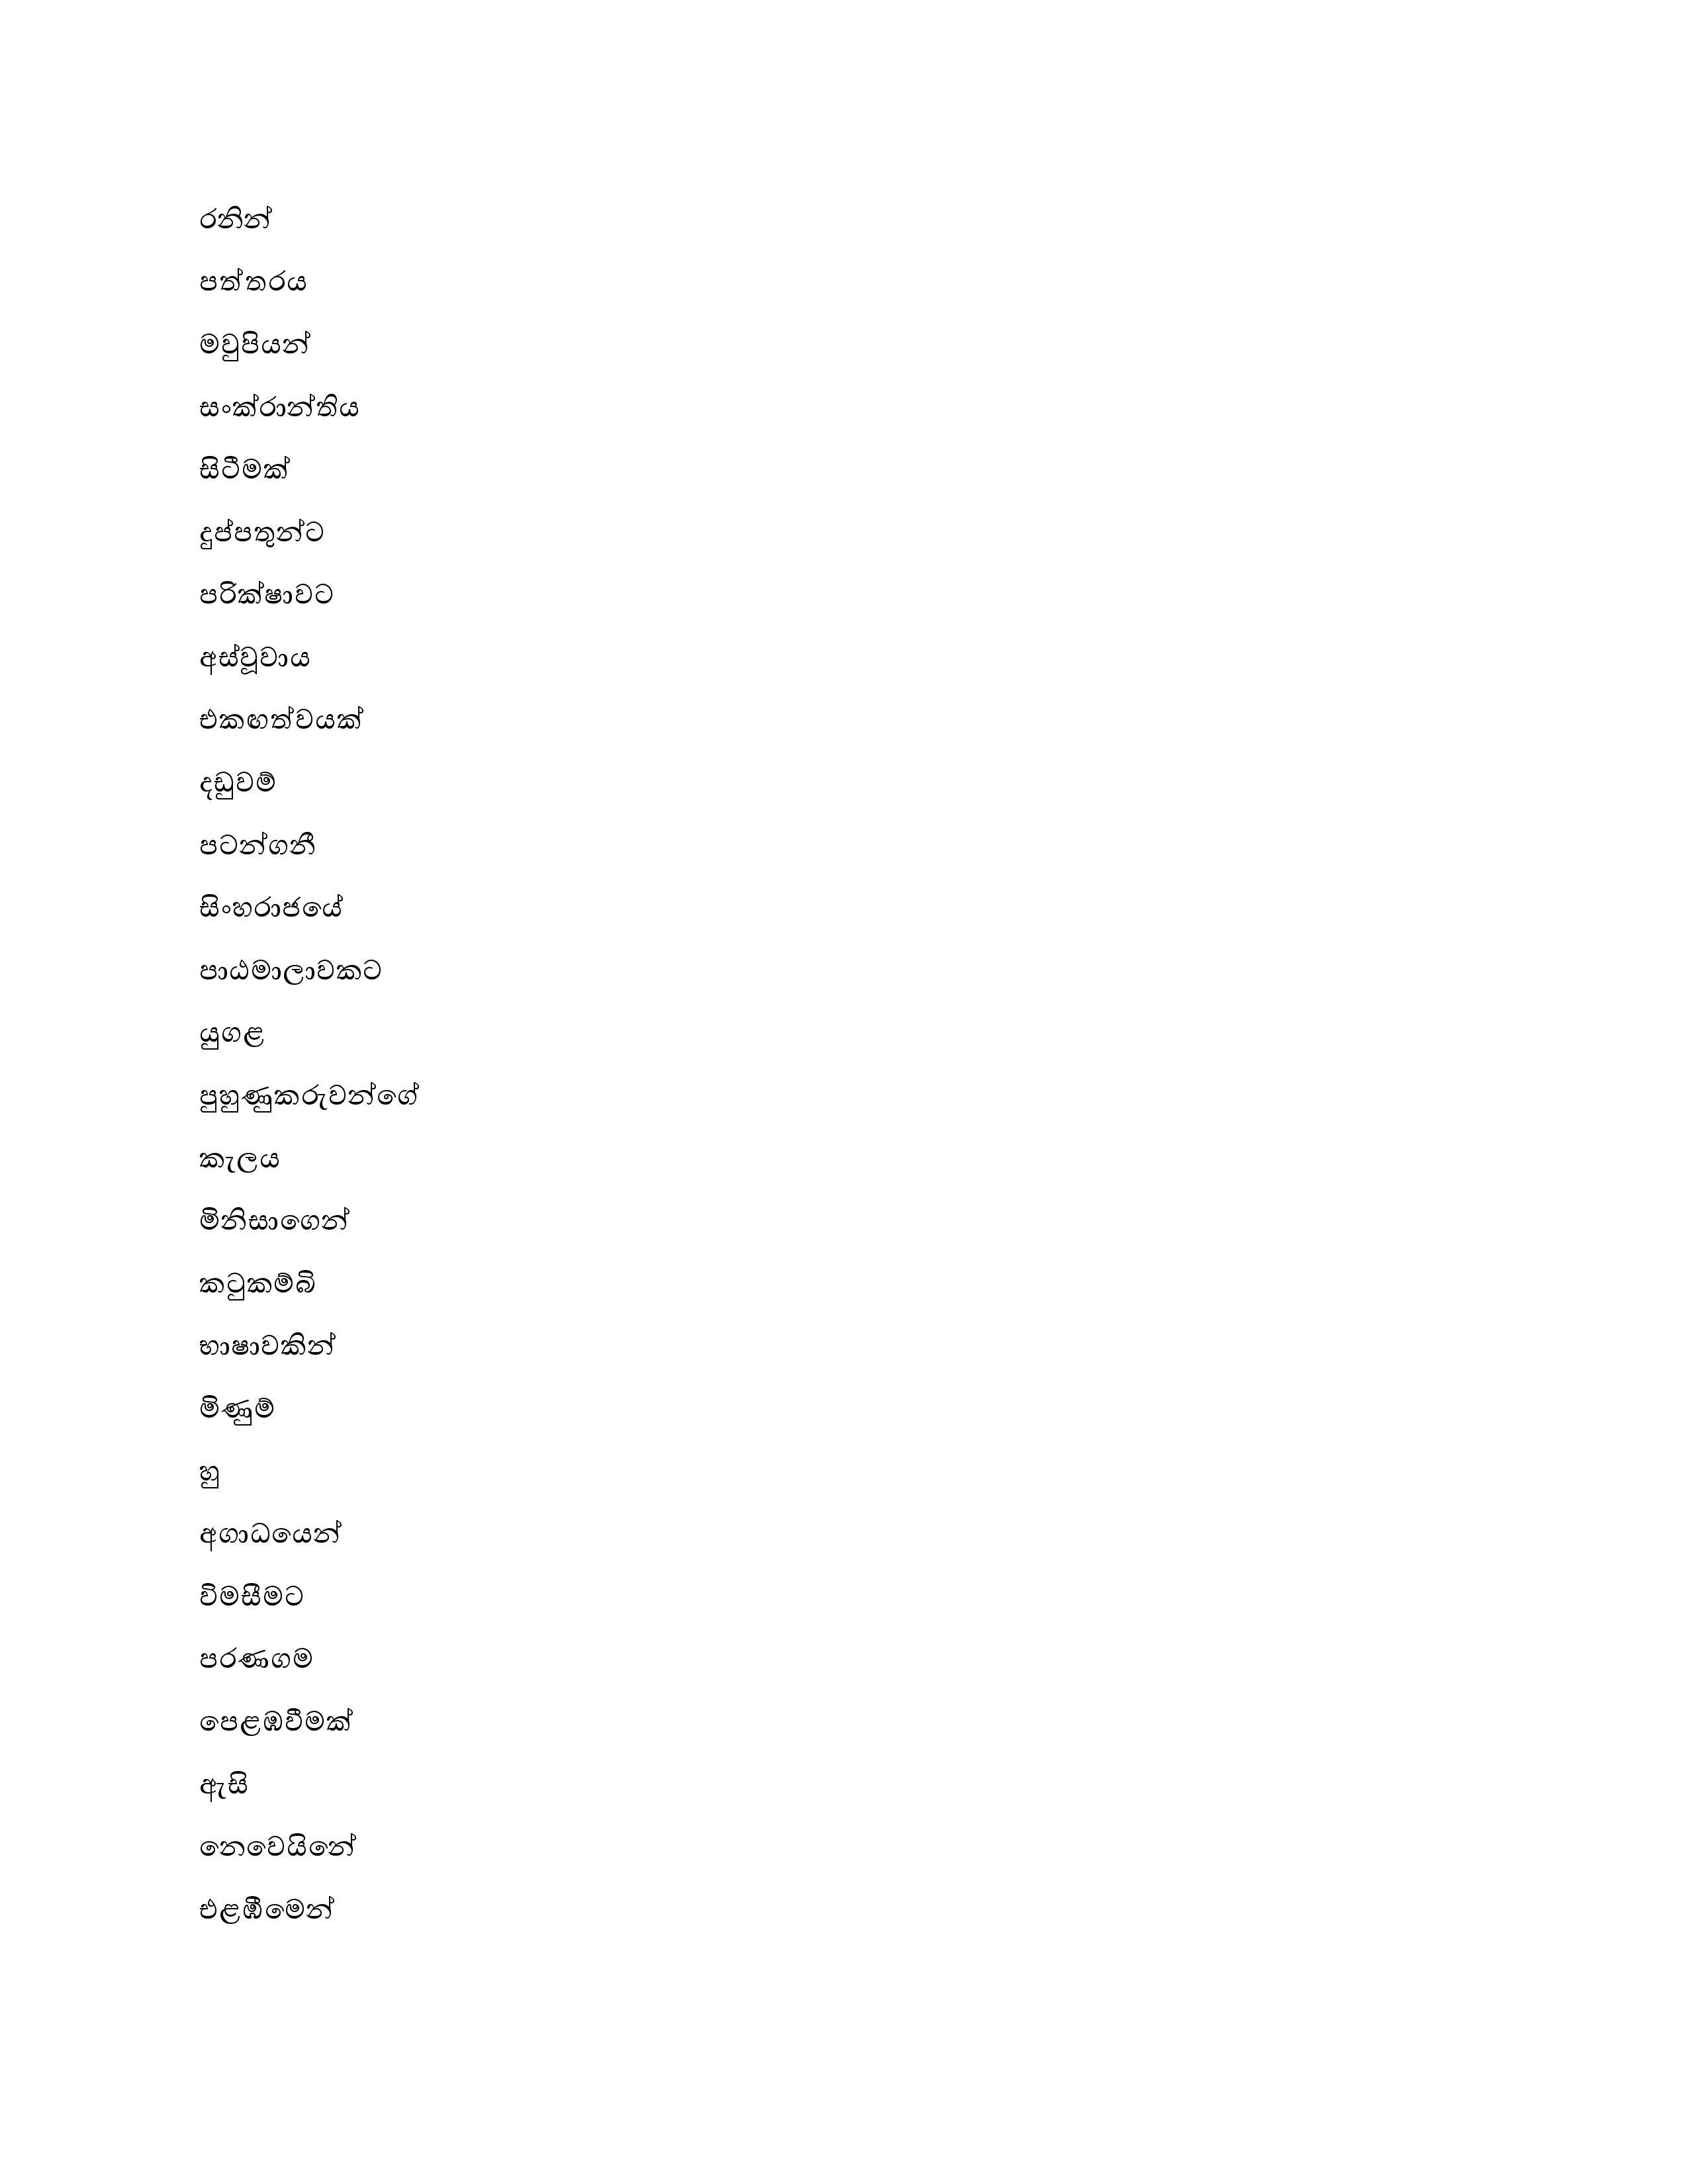 රනින්
පත්තරය
මවුපියන්
සංක්රාන්තිය
සිටීමක්
දුප්පතුන්ට
පරික්ෂාවට
අස්වූවාය
එකඟත්වයක්
දඩුවම්
පටන්ගනී
සිංහරාජයේ
පාඨමාලාවකට
යුගළ
පුහුණුකරුවන්ගේ
කැලය
මිනිසාගෙන්
කටුකම්බි
භාෂාවකින්
මිණුම්
හු
අගාධයෙන්
විමසීමට
පරණගම
පෙළඹවීමක්
ඇසි
නෙවෙයිනේ
එළඹීමෙන්